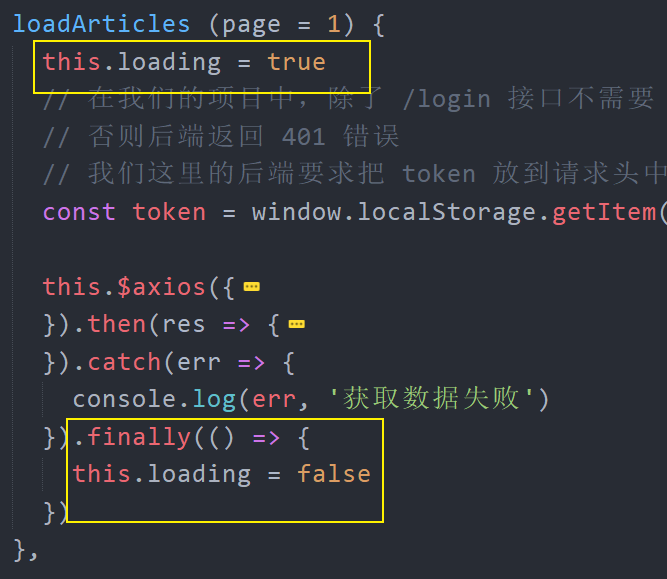 loadArticles (page = 1) {
this.loading = true
// 在我们的项目中，除了 /login 接口不需要
// 否则后端返回 401 错误
// 我们这里的后端要求把 token 放到请求头中
const token = window.localStorage.getItem(
this.$axios({
}).then(res => {
}).catch(err => {
console.log(err, '获取数据失败')
}).finally(() => {
this.loading = false
})
},